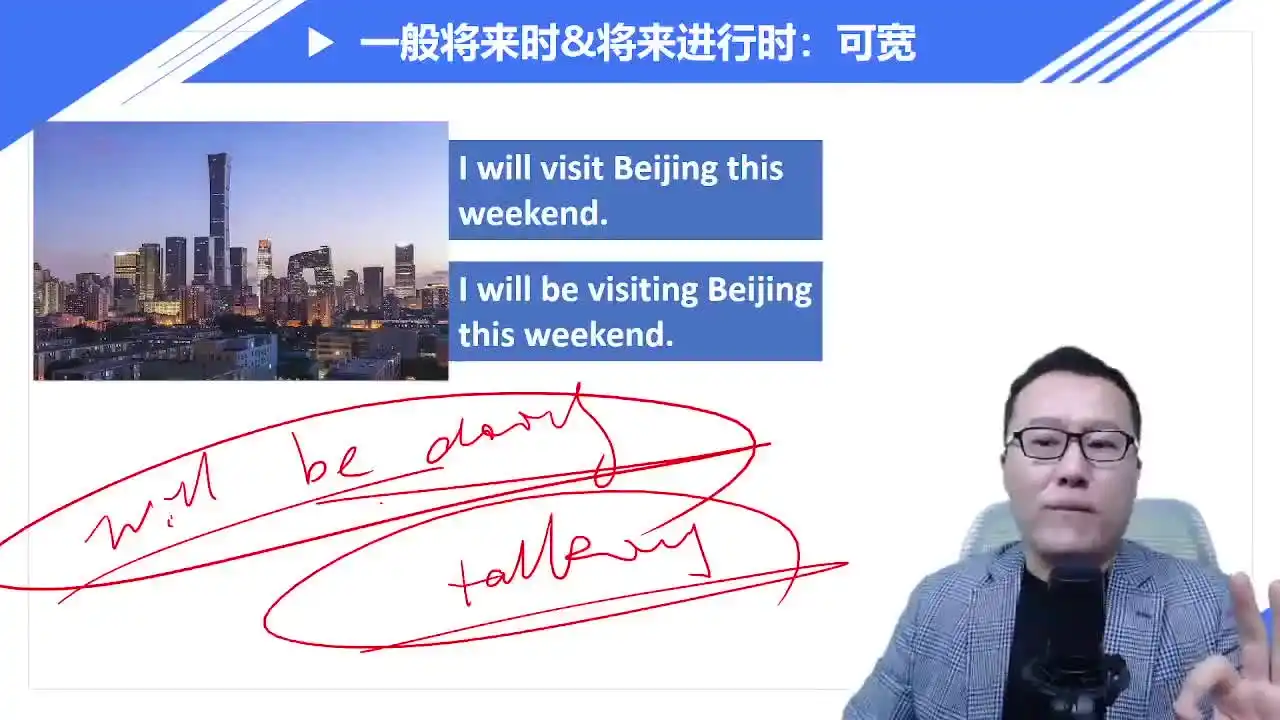 一般将来时&将来进行时：可宽
I will visit Beijing this
weekend.
I will be visiting Beijing
this weekend.
will be doing
talking